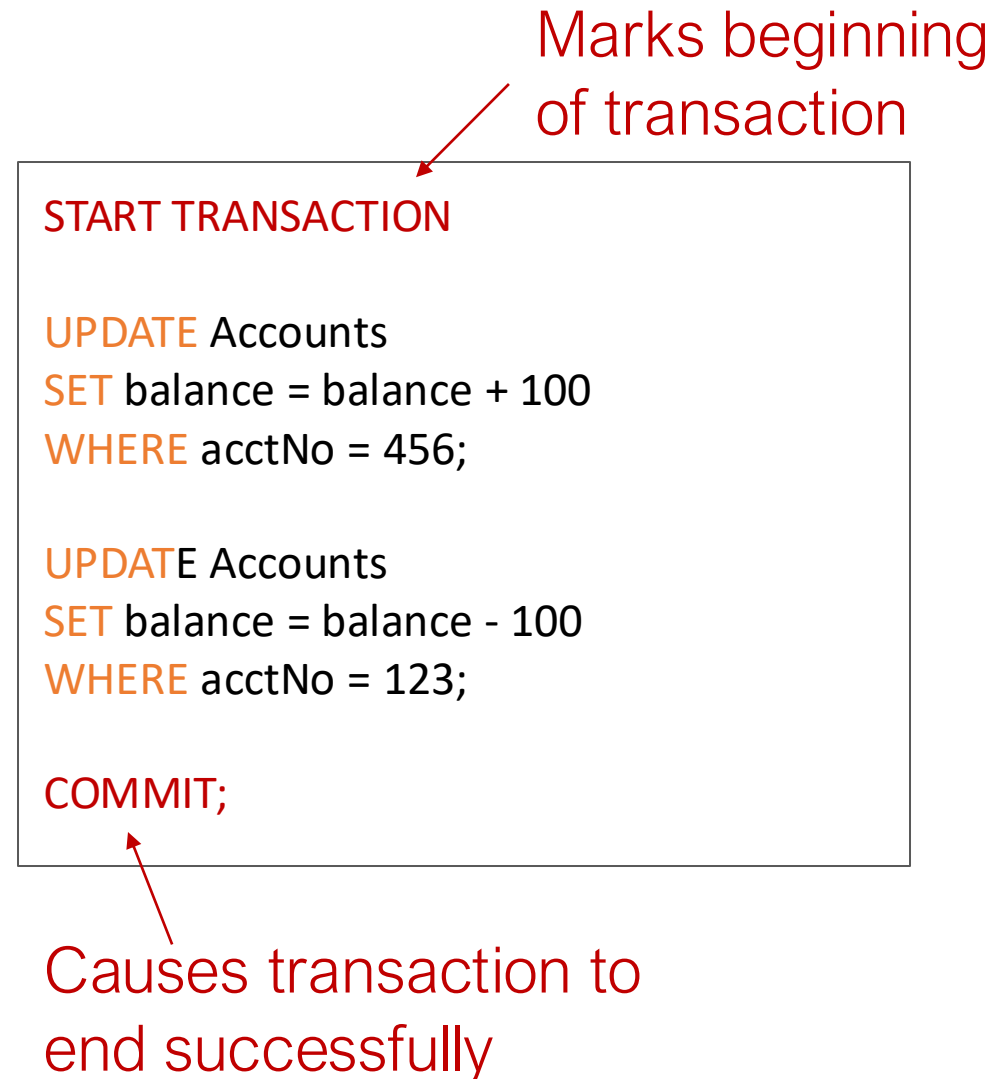 Marks beginning
of transaction
START TRANSACTION
UPDATE Accounts
SET balance = balance + 100
WHERE acctNo = 456;
UPDATE Accounts
SET balance = balance - 100
WHERE acctNo = 123;
COMMIT;
Causes transaction to
end successfully